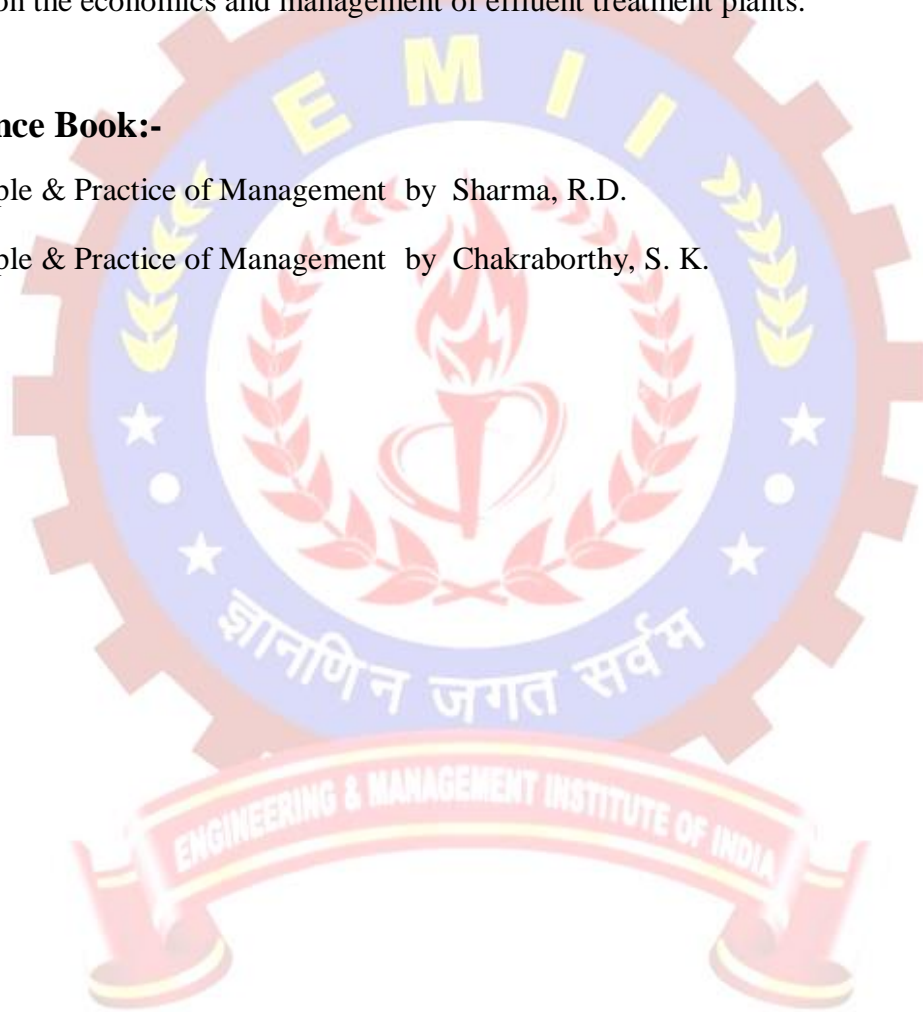 on the economics and management of effluent treatment plants.
nce Book:-
ple & Practice of Management by Sharma, R.D.
ple & Practice of Management by Chakraborthy, S. K.
E M I I
ज्ञानणिन जगत सर्वम
ENGINEERING & MANAGEMENT INSTITUTE OF INDIA